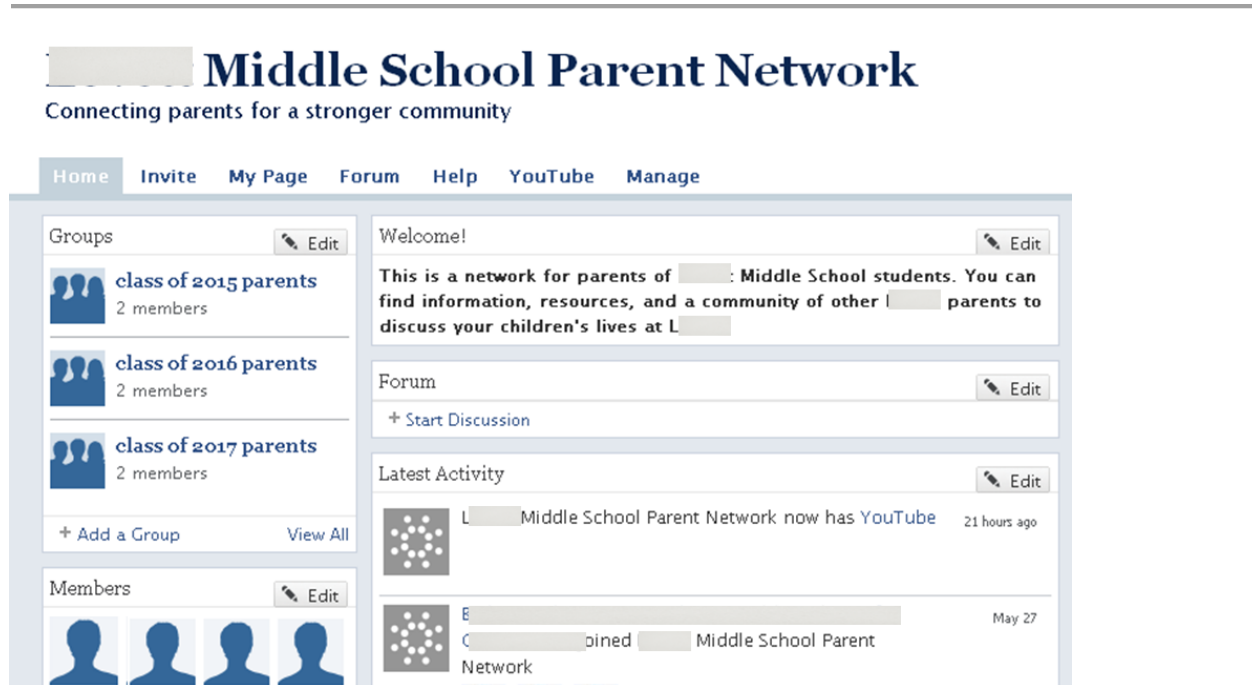 Middle School Parent Network
Connecting parents for a stronger community
Home Invite My Page Forum Help YouTube Manage
Groups
Edit
class of 2015 parents
2 members
class of 2016 parents
2 members
class of 2017 parents
2 members
+ Add a Group View All
Members
Edit
Welcome!
Edit
This is a network for parents of : Middle School students. You can
find information, resources, and a community of other parents to
discuss your children's lives at L
Forum
Edit
+ Start Discussion
Latest Activity
Edit
L Middle School Parent Network now has YouTube 21 hours ago
May 27
Middle School Parent
Network